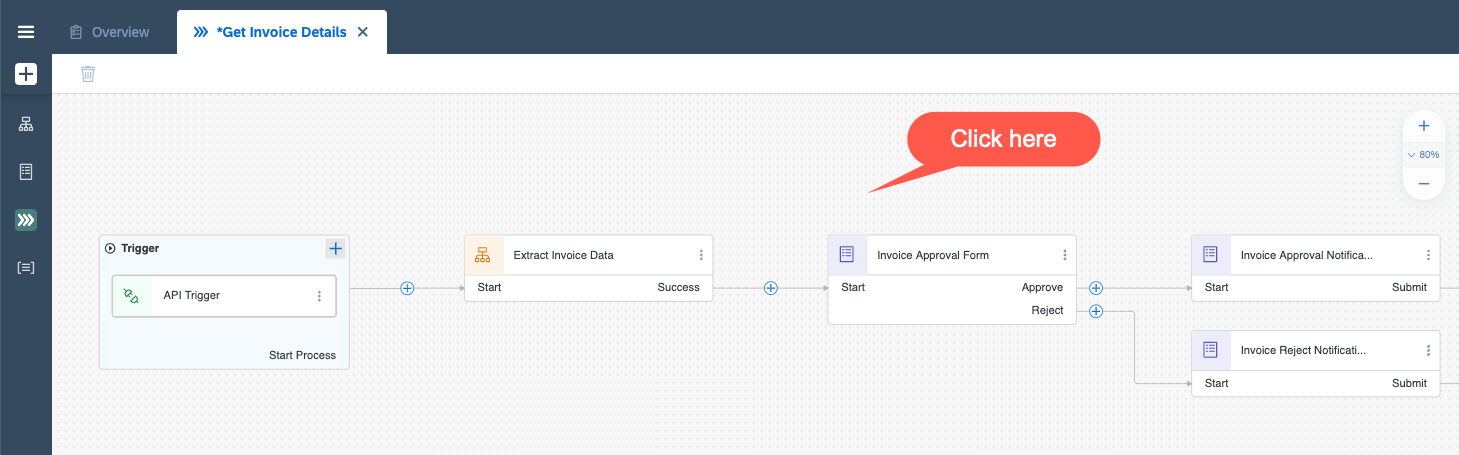 Overview
*Get Invoice Details
Click here
80%
Trigger
API Trigger
Start Process
Extract Invoice Data
Start Success
Invoice Approval Form
Start Approve
Reject
Invoice Approval Notifica...
Start Submit
Invoice Reject Notificati...
Start Submit